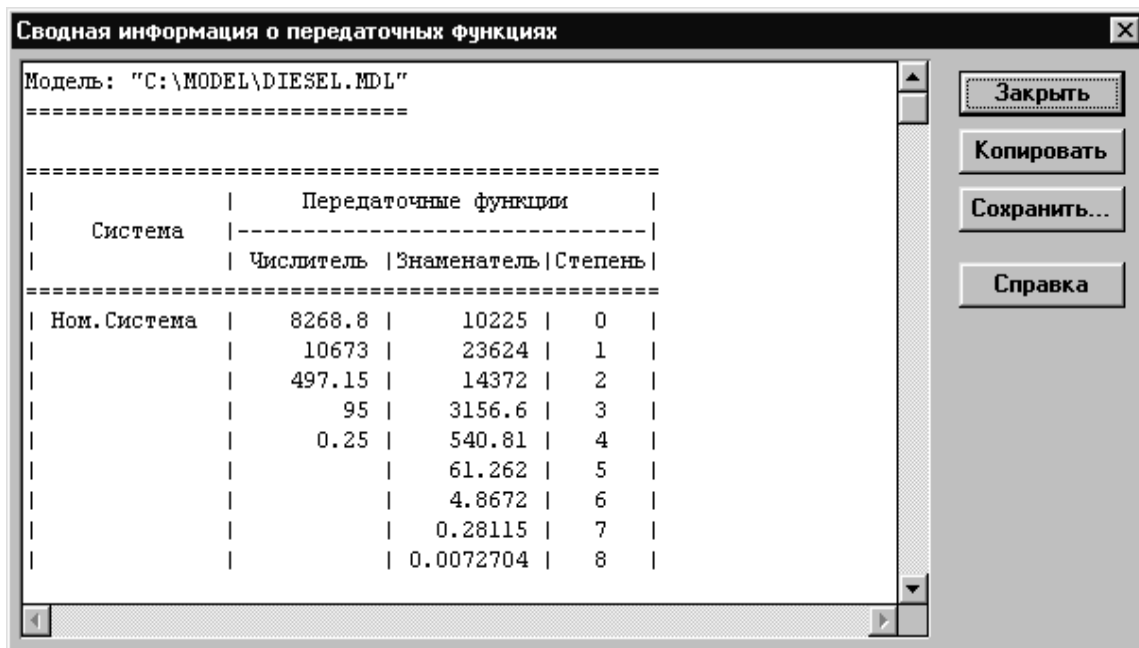 Сводная информация о передаточных функциях
Модель: "C:\MODEL\DIESEL.MDL"
=============================
================================================
| | Передаточные функции |
| Система |-------------------------------|
| | Числитель |Знаменатель|Степень|
================================================
| Ном.Система | 8268.8 | 10225 | 0 |
| | 10673 | 23624 | 1 |
| | 497.15 | 14372 | 2 |
| | 95 | 3156.6 | 3 |
| | 0.25 | 540.81 | 4 |
| | | 61.262 | 5 |
| | | 4.8672 | 6 |
| | | 0.28115 | 7 |
| | | 0.0072704 | 8 |
Закрыть
Копировать
Сохранить...
Справка